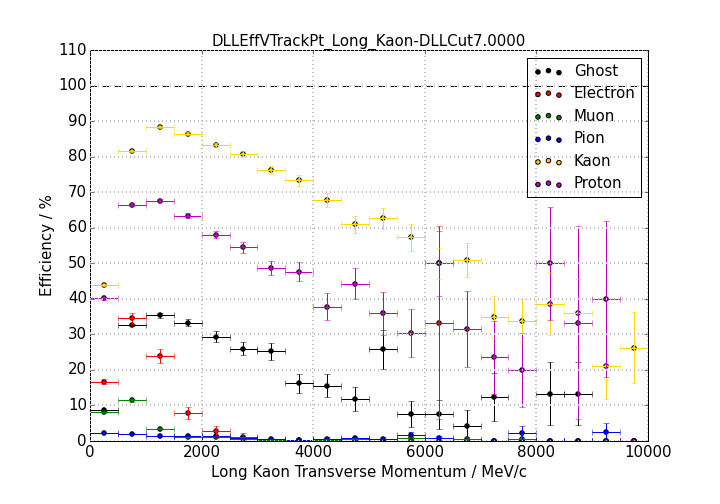 DLLEffVTrackPt_Long_Kaon-DLLCut7.0000
110
100
90
80
70
60
50
40
30
20
10
0
Efficiency / %
Ghost
Electron
Muon
Pion
Kaon
Proton
0 2000 4000 6000 8000 10000
Long Kaon Transverse Momentum / MeV/c